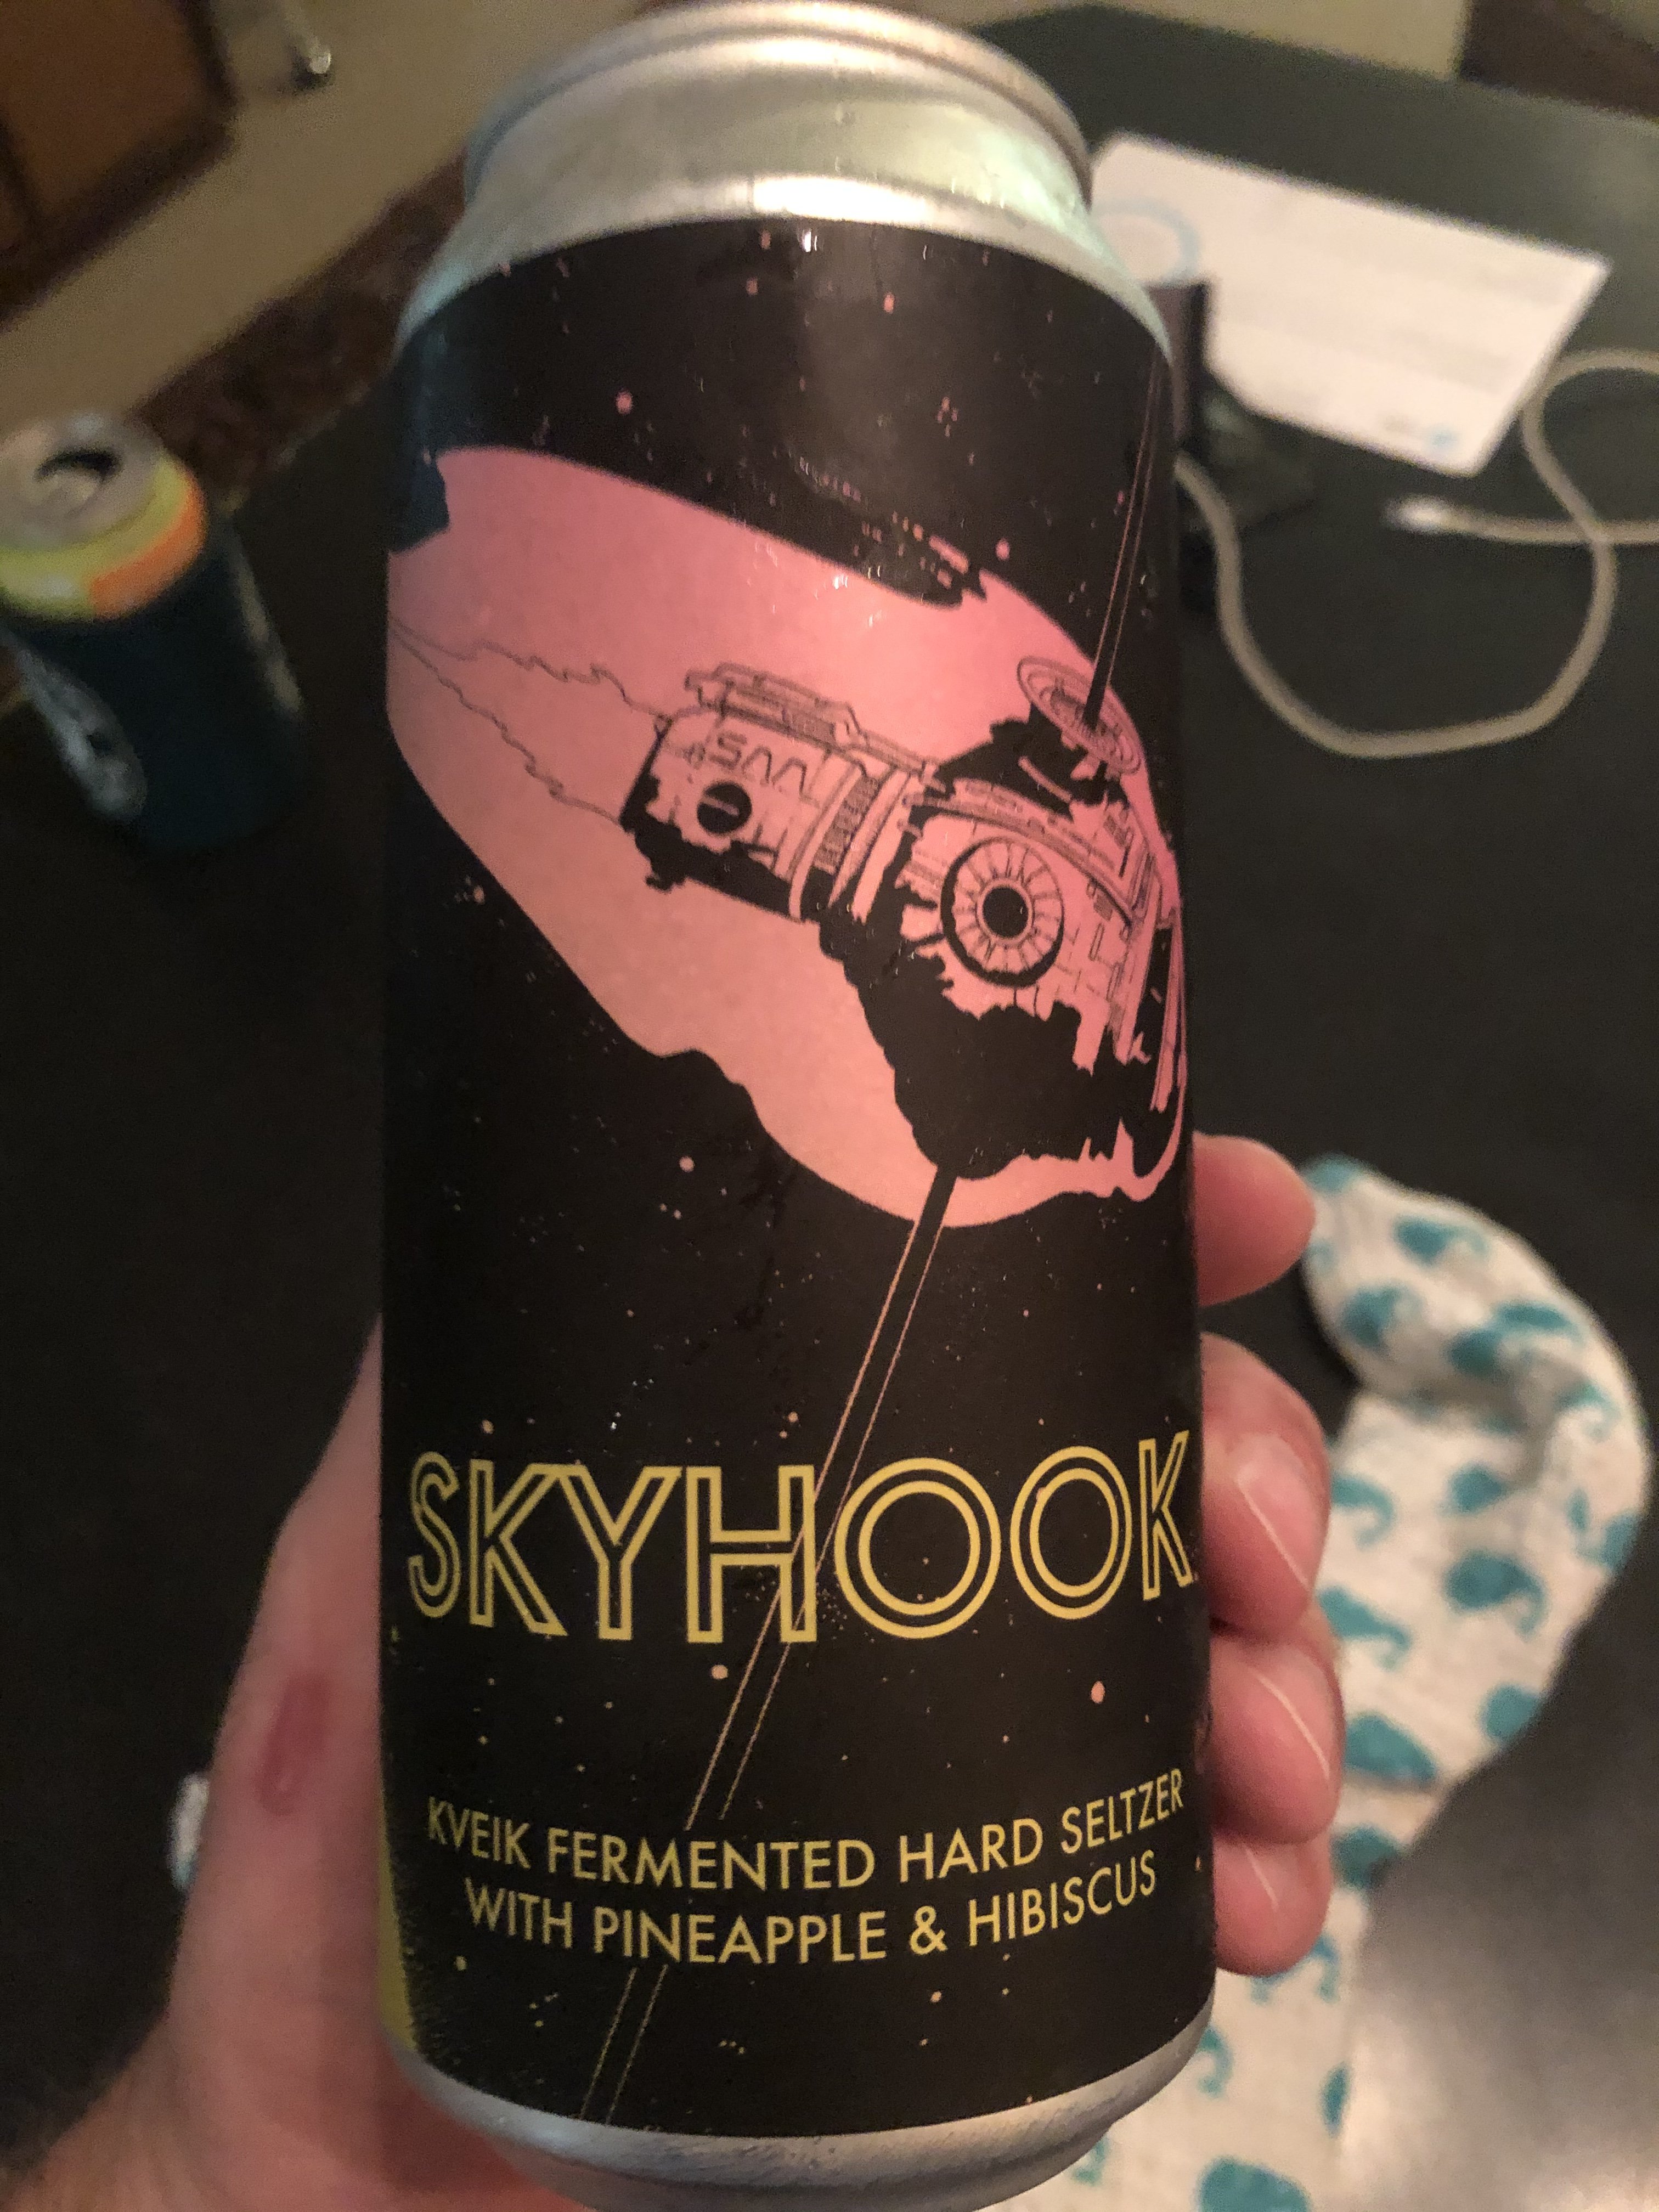 SKYHOOK
KVEIK FERMENTED HARD SELTZER
WITH PINEAPPLE & HIBISCUS